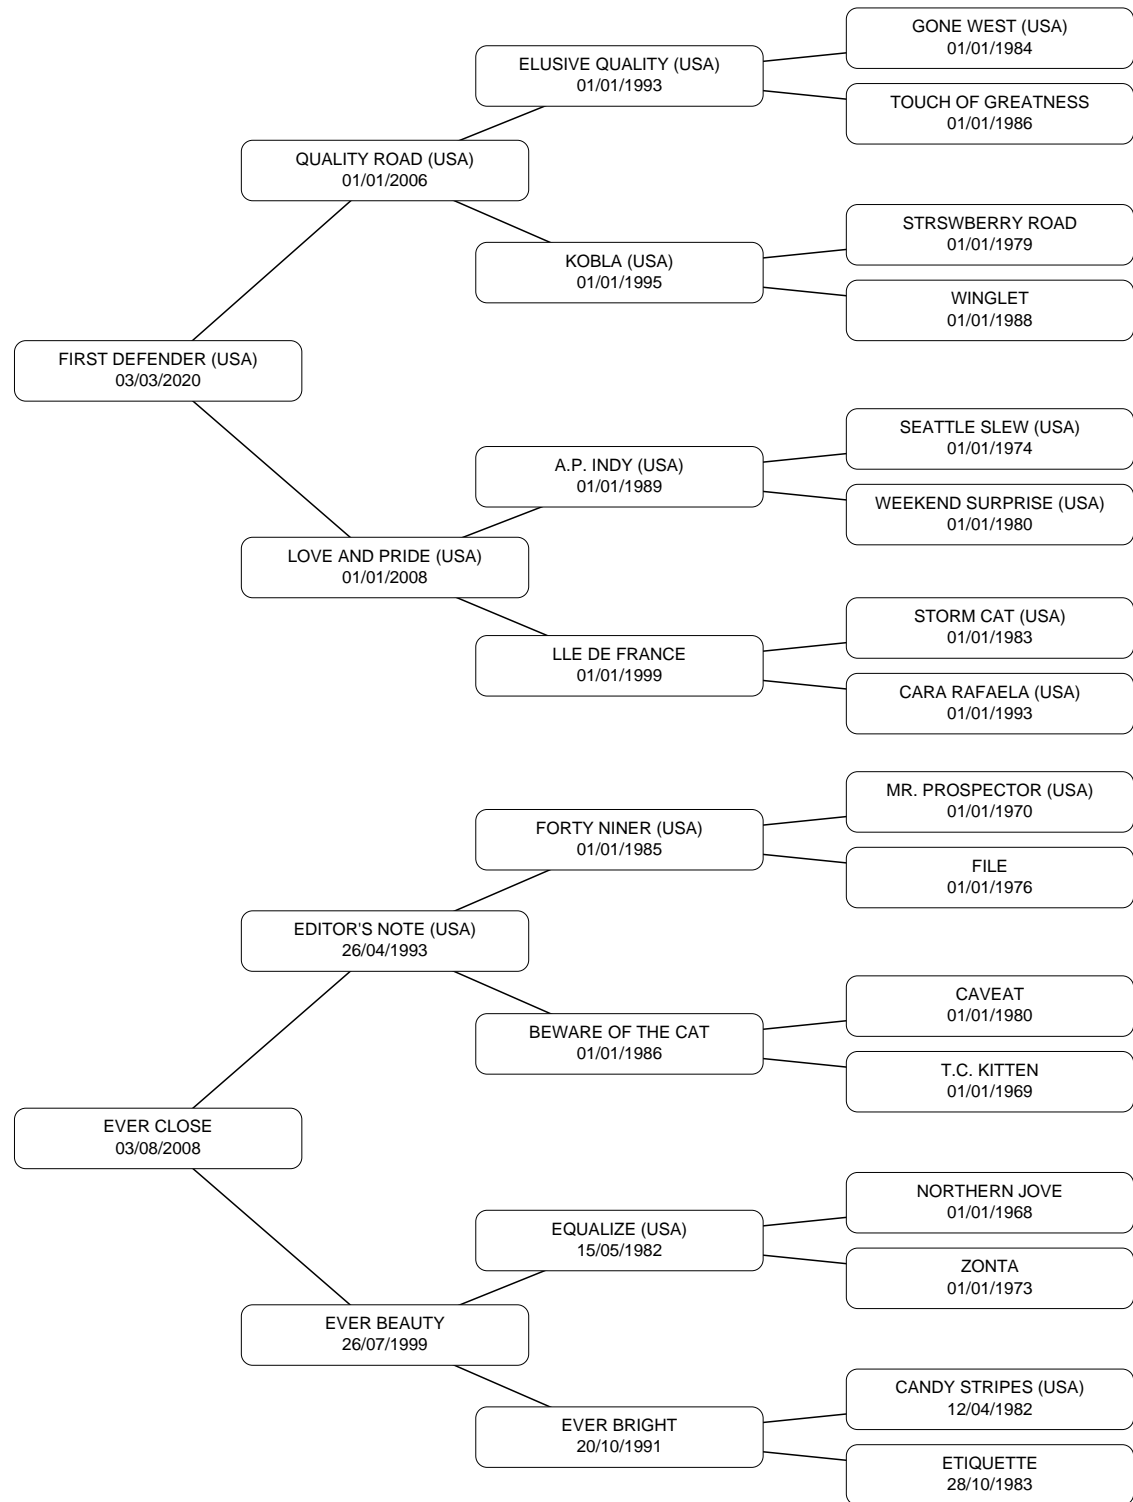 GONE WEST (USA)
01/01/1984
ELUSIVE QUALITY (USA)
01/01/1993
TOUCH OF GREATNESS
01/01/1986
QUALITY ROAD (USA)
01/01/2006
STRSWBERRY ROAD
01/01/1979
KOBLA (USA)
01/01/1995
WINGLET
01/01/1988
FIRST DEFENDER (USA)
03/03/2020
SEATTLE SLEW (USA)
01/01/1974
A.P. INDY (USA)
01/01/1989
WEEKEND SURPRISE (USA)
01/01/1980
LOVE AND PRIDE (USA)
01/01/2008
STORM CAT (USA)
01/01/1983
LLE DE FRANCE
01/01/1999
CARA RAFAELA (USA)
01/01/1993
MR. PROSPECTOR (USA)
01/01/1970
FORTY NINER (USA)
01/01/1985
FILE
01/01/1976
EDITOR'S NOTE (USA)
26/04/1993
CAVEAT
01/01/1980
BEWARE OF THE CAT
01/01/1986
T.C. KITTEN
01/01/1969
EVER CLOSE
03/08/2008
NORTHERN JOVE
01/01/1968
EQUALIZE (USA)
15/05/1982
ZONTA
01/01/1973
EVER BEAUTY
26/07/1999
CANDY STRIPES (USA)
12/04/1982
EVER BRIGHT
20/10/1991
ETIQUETTE
28/10/1983